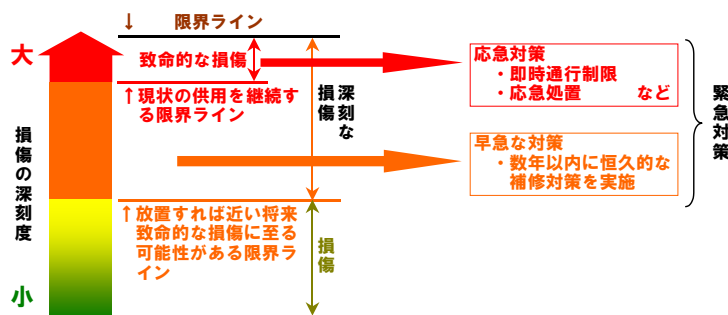 ↓ 限界ライン
大
致命的な損傷
↑現状の供用を継続す
る限界ライン
深刻な
損傷
応急対策
・即時通行制限
・応急処置 など
緊急対策
損傷の深刻度
早急な対策
・数年以内に恒久的な
補修対策を実施
↑放置すれば近い将来
致命的な損傷に至る
可能性がある限界ラ
イン
損傷
小